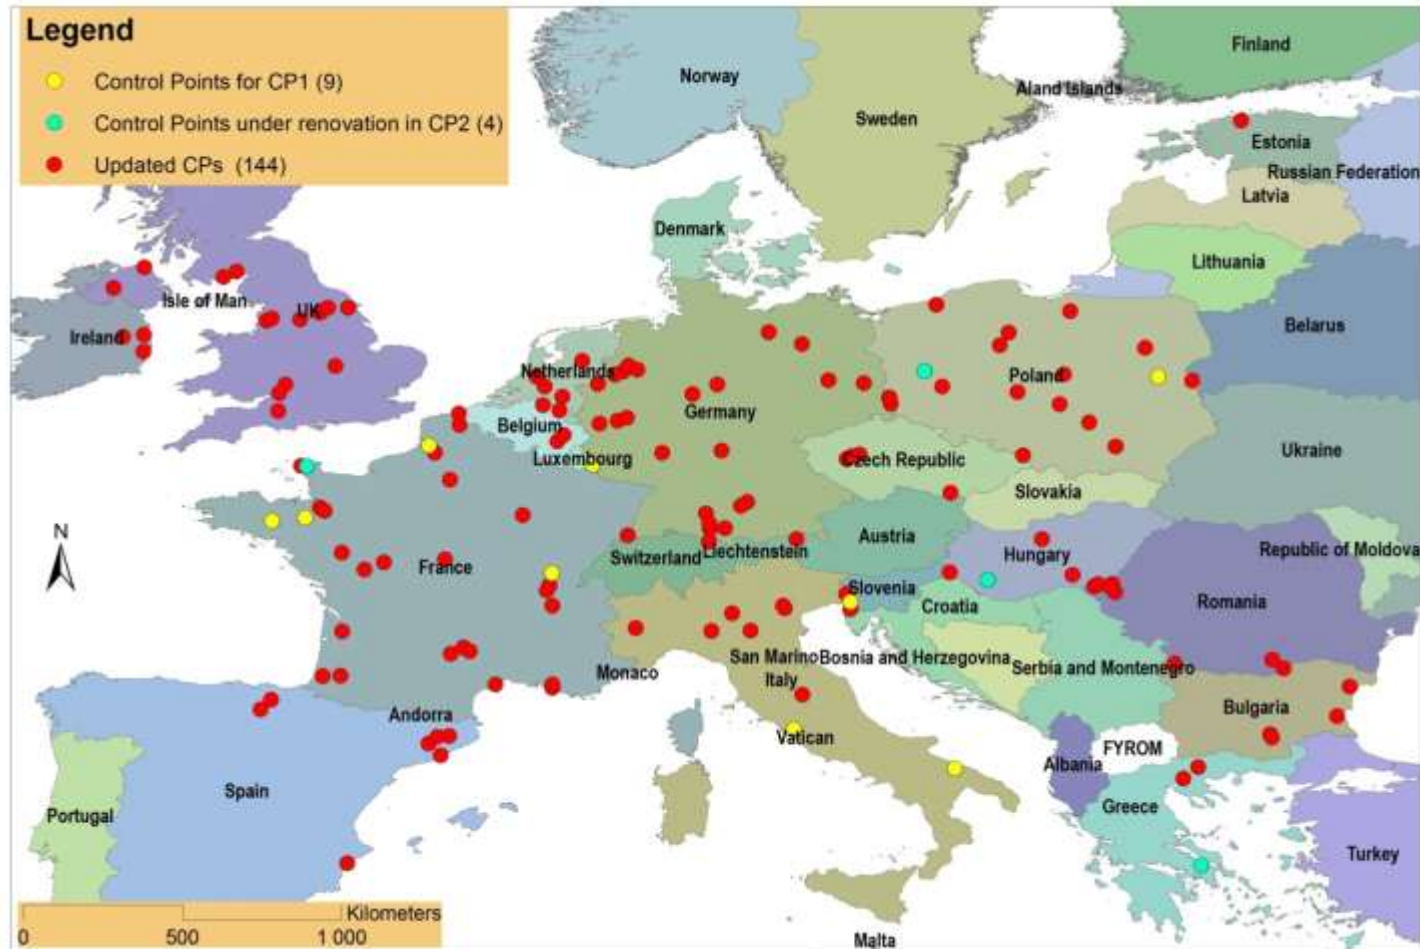 Legend
Control Points for CP1 (9)
Control Points under renovation in CP2 (4)
Updated CPs (144)
Finland
Norway
Aland Islands
Sweden
Estonia
Russian Federation
Latvia
Denmark
Lithuania
Isle of Man
UK
Ireland
Belarus
Netherlands
Poland
Germany
Belgium
Luxembourg
Czech Republic
Ukraine
Slovakia
N
Austria
Switzerland
Liechtenstein
Hungary
Republic of Moldova
France
Slovenia
Croatia
Romania
San Marino
Bosnia and Herzegovina
Serbia and Montenegro
Monaco
Italy
Andorra
Bulgaria
Vatican
FYROM
Albania
Spain
Greece
Portugal
Turkey
Kilometers
0 500 1 000
Malta